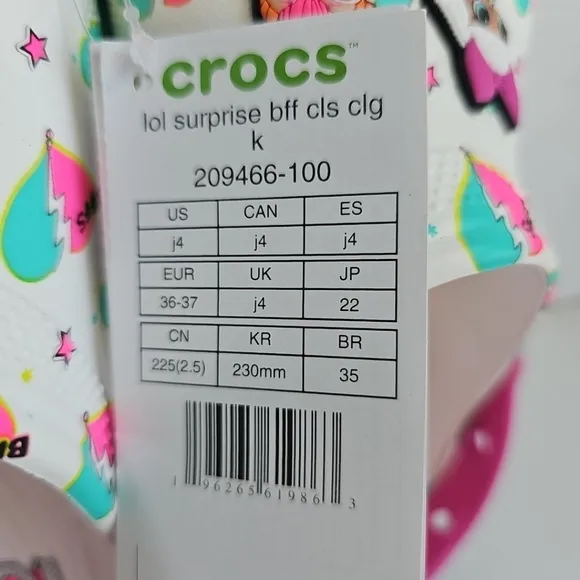 crocs™
lol surprise bff cls clg
k
209466-100
US CAN ES
j4 j4 j4
EUR UK JP
36-37 j4 22
CN KR BR
225(2.5) 230mm 35
1 96265 61986 3